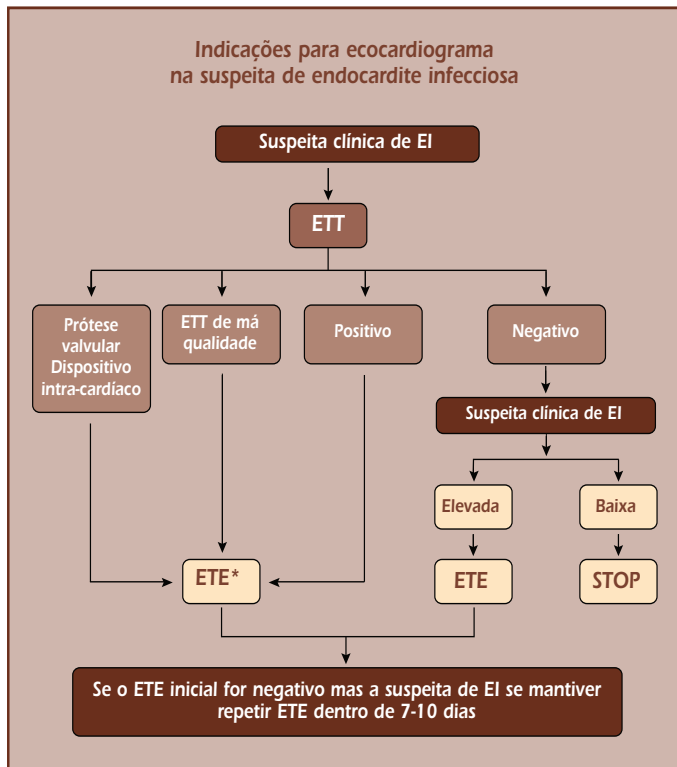 Indicações para ecocardiograma
na suspeita de endocardite infecciosa
Suspeita clínica de EI
ETT
Prótese
valvular
Dispositivo
intra-cardíaco
ETT de má
qualidade
Positivo
Negativo
Suspeita clínica de EI
Elevada
Baixa
ETE*
ETE
STOP
Se o ETE inicial for negativo mas a suspeita de EI se mantiver
repetir ETE dentro de 7-10 dias